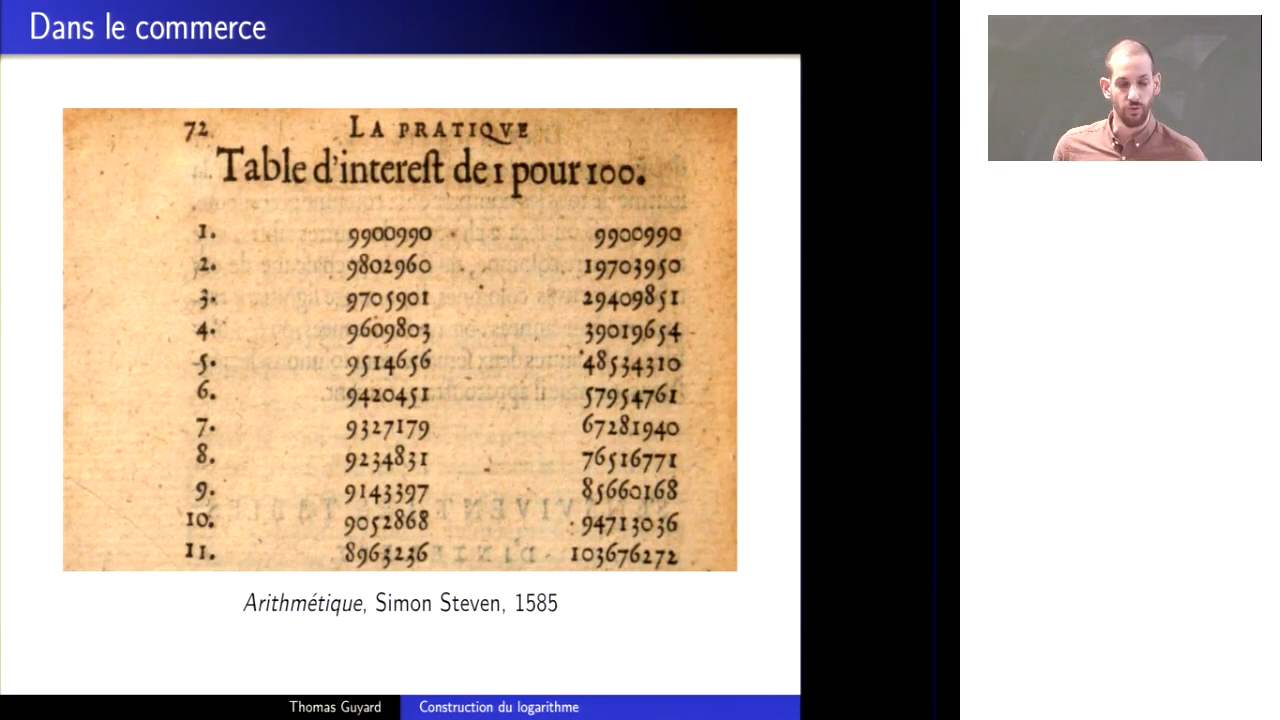 Dans le commerce
72 LA PRATIQVE
Table d'interest de 1 pour 100.
1. 9900990 9900990
2. 9802960 19703950
3. 9705901 29409851
4. 9609803 39019654
5. 9514656 48534310
6. 9420451 57954761
7. 9327179 67281940
8. 9234831 76516771
9. 9143397 85660168
10. 9052868 94713036
11. 8963236 103676272
Arithmétique, Simon Steven, 1585
Thomas Guyard Construction du logarithme